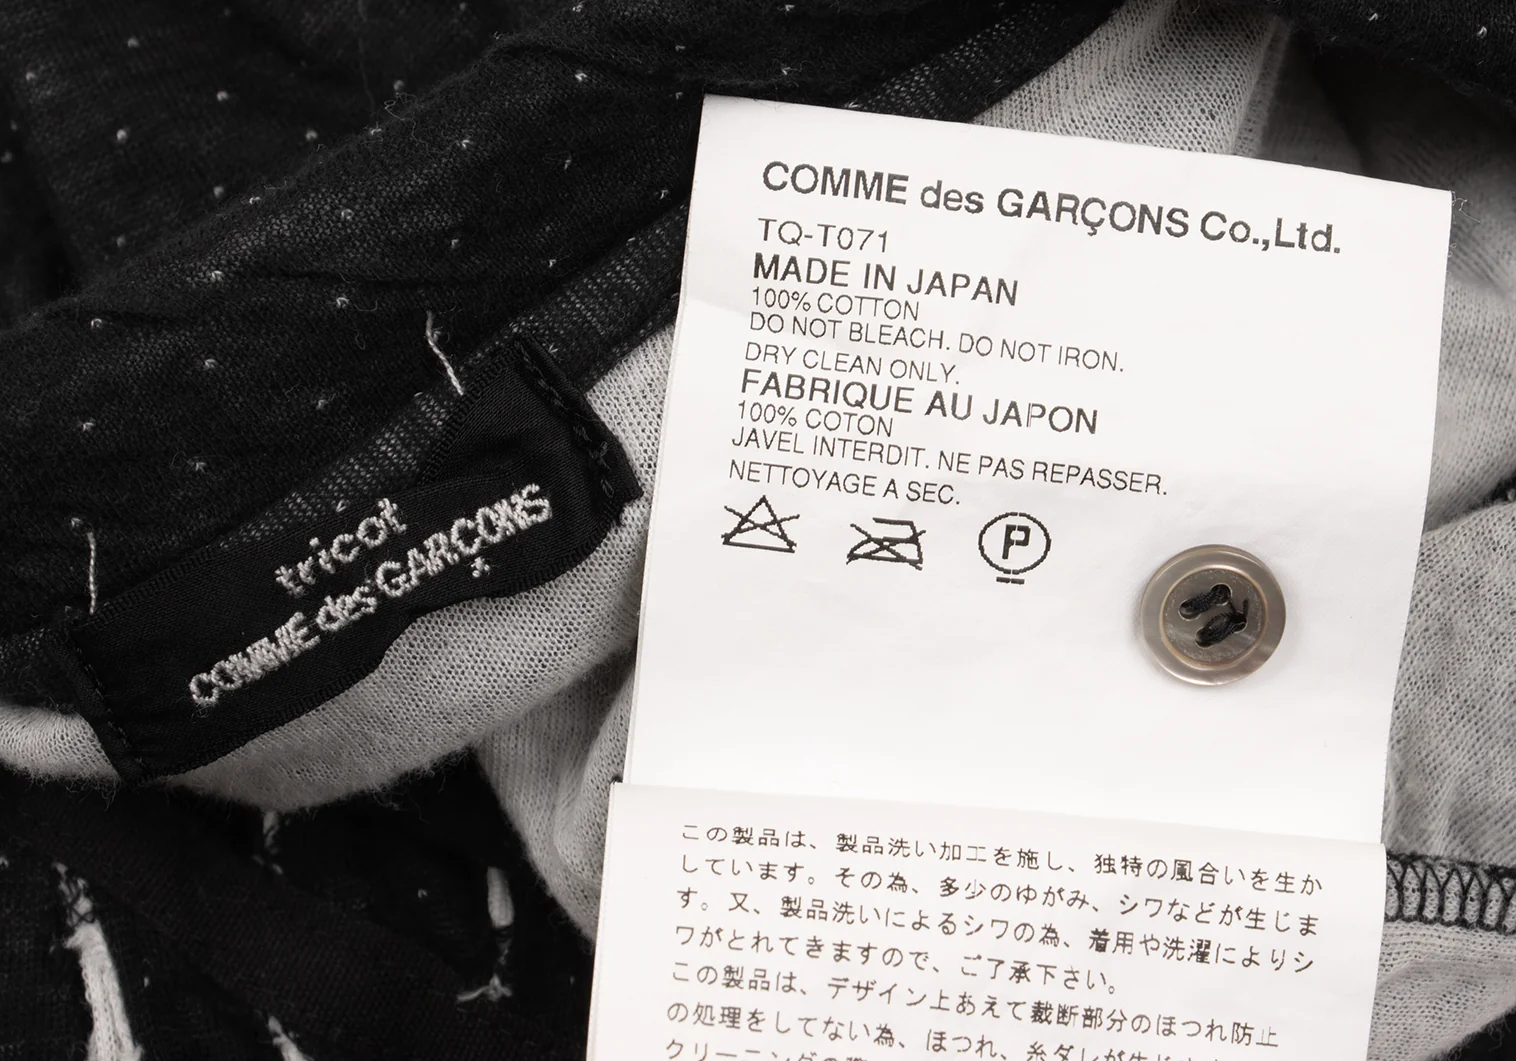 tricot
COMME des GARÇONS
COMME des GARÇONS Co.,Ltd.
TQ-T071
MADE IN JAPAN
100% COTTON
DO NOT BLEACH. DO NOT IRON.
DRY CLEAN ONLY.
FABRIQUE AU JAPON
100% COTON
JAVEL INTERDIT. NE PAS REPASSER.
NETTOYAGE A SEC.
P
この製品は、製品洗い加工を施し、独特の風合いを生か
しています。その為、多少のゆがみ、シワなどが生じま
す。又、製品洗いによるシワの為、着用や洗濯によりシ
ワがとれてきますので、ご了承下さい。
この製品は、デザイン上あえて裁断部分のほつれ防止
の処理をしてない為、ほつれ、糸ダレが生じ
クリーニングの